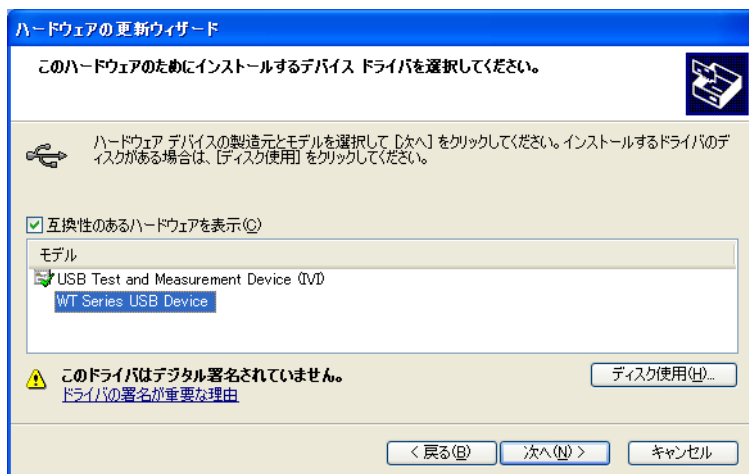 ハードウェアの更新ウィザード
このハードウェアのためにインストールするデバイス ドライバを選択してください。
ハードウェア デバイスの製造元とモデルを選択して [次へ] をクリックしてください。インストールするドライバのデ
ィスクがある場合は、[ディスク使用] をクリックしてください。
互換性のあるハードウェアを表示(C)
モデル
USB Test and Measurement Device (IVI)
WT Series USB Device
このドライバはデジタル署名されていません。
ドライバの署名が重要な理由
ディスク使用(H)...
< 戻る(B)
次へ(N) >
キャンセル